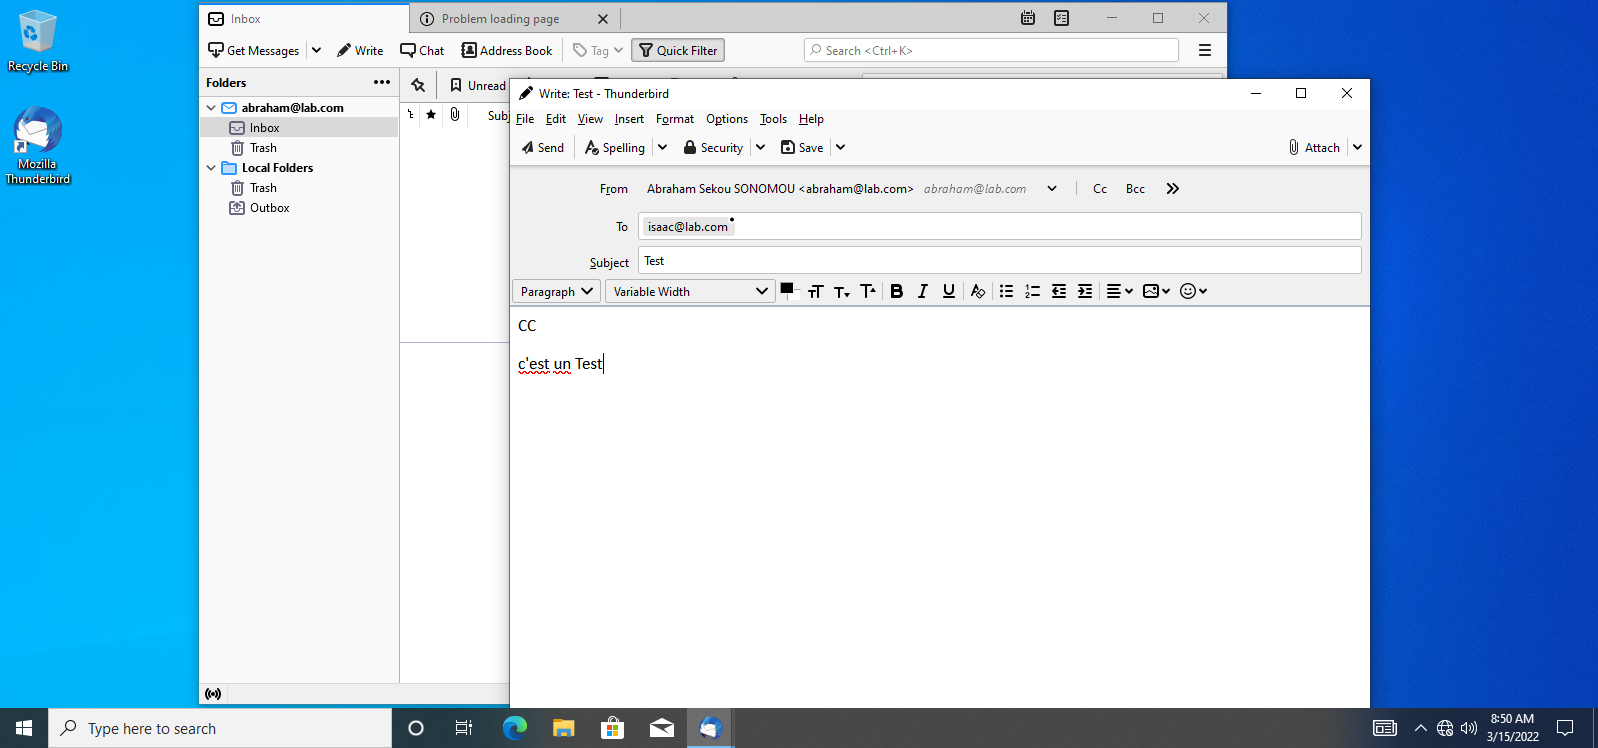 Recycle Bin
Mozilla
Thunderbird
Inbox
Problem loading page
Get Messages
Write
Chat
Address Book
Tag
Quick Filter
Search <Ctrl+K>
Folders
Unread
abraham@lab.com
Inbox
Trash
Local Folders
Trash
Outbox
Subj
Write: Test - Thunderbird
File Edit View Insert Format Options Tools Help
Send
Spelling
Security
Save
Attach
From Abraham Sekou SONOMOU <abraham@lab.com> abraham@lab.com Cc Bcc
To isaac@lab.com
Subject Test
Paragraph
Variable Width
CC
c'est un Test
Type here to search
8:50 AM
3/15/2022